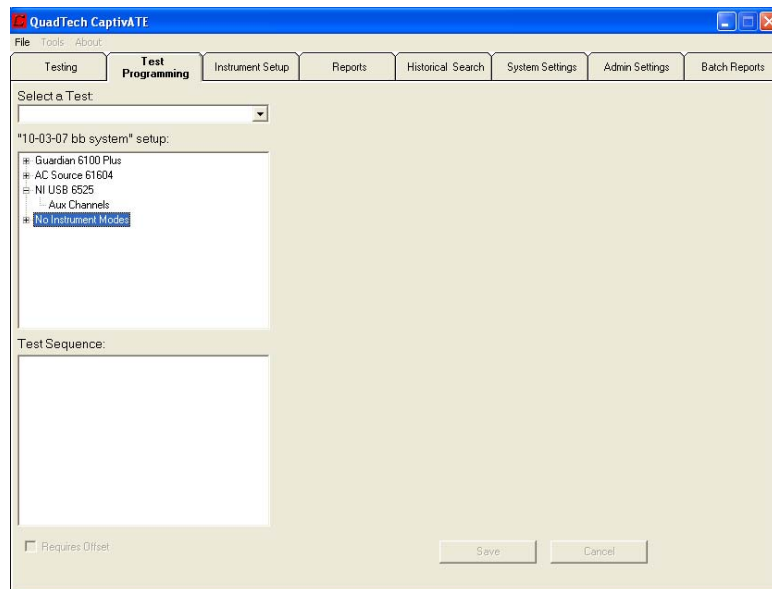 QuadTech CaptivATE
File Tools About
Testing
Test Programming
Instrument Setup
Reports
Historical Search
System Settings
Admin Settings
Batch Reports
Select a Test:
"10-03-07 bb system" setup:
Guardian 6100 Plus
AC Source 61604
NI USB 6525
Aux Channels
No Instrument Modes
Test Sequence:
Requires Offset
Save
Cancel